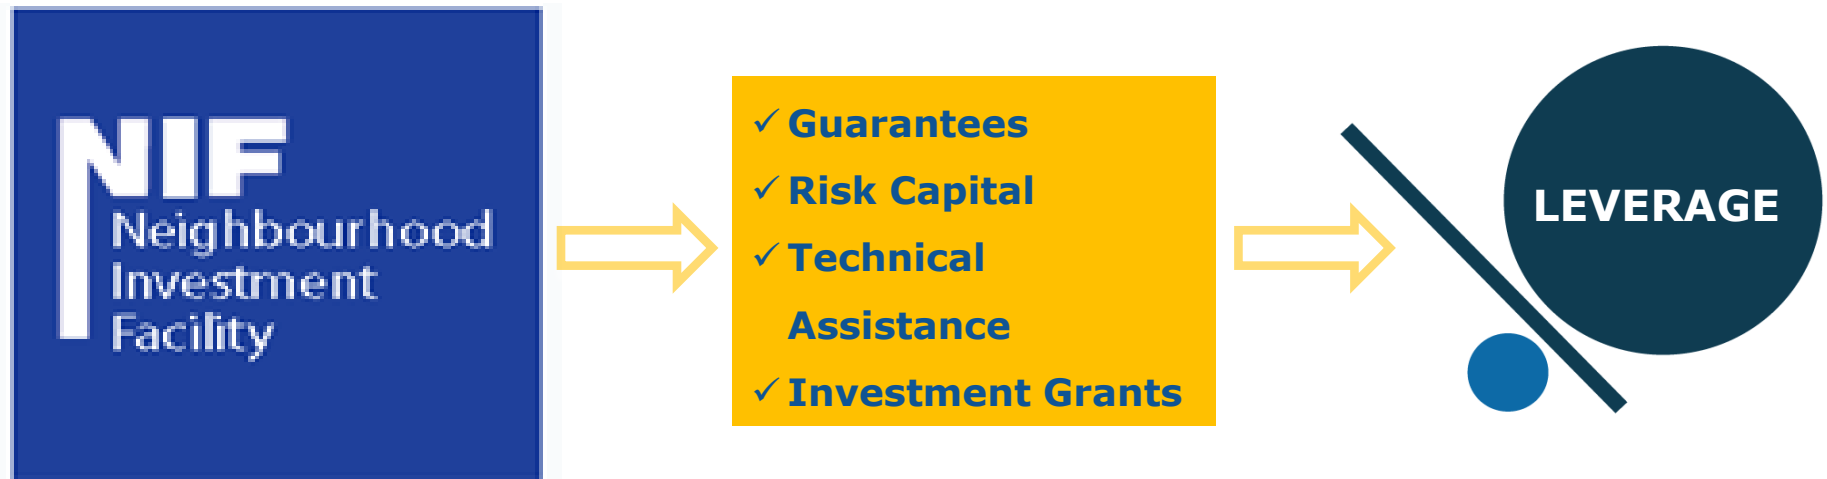 NIF
Neighbourhood
Investment
Facility
✓ Guarantees
✓ Risk Capital
✓ Technical
Assistance
✓ Investment Grants
LEVERAGE